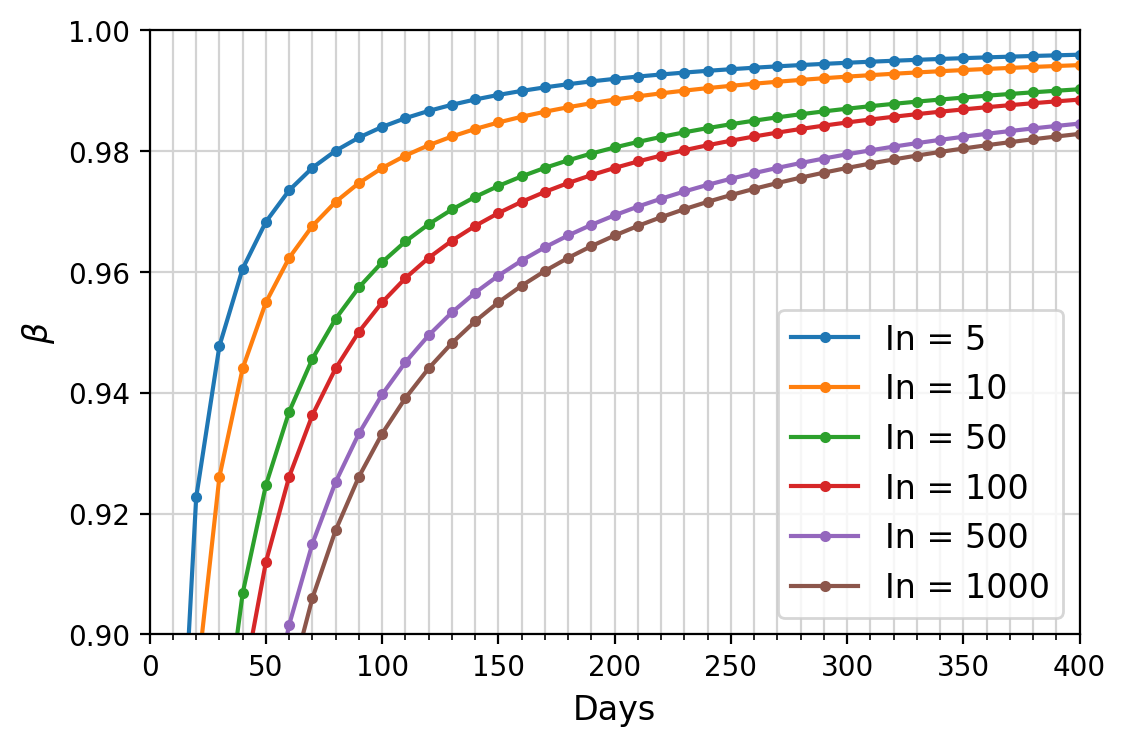 1.00
0.98
0.96
0.94
0.92
0.90
β
0 50 100 150 200 250 300 350 400
Days
In = 5
In = 10
In = 50
In = 100
In = 500
In = 1000